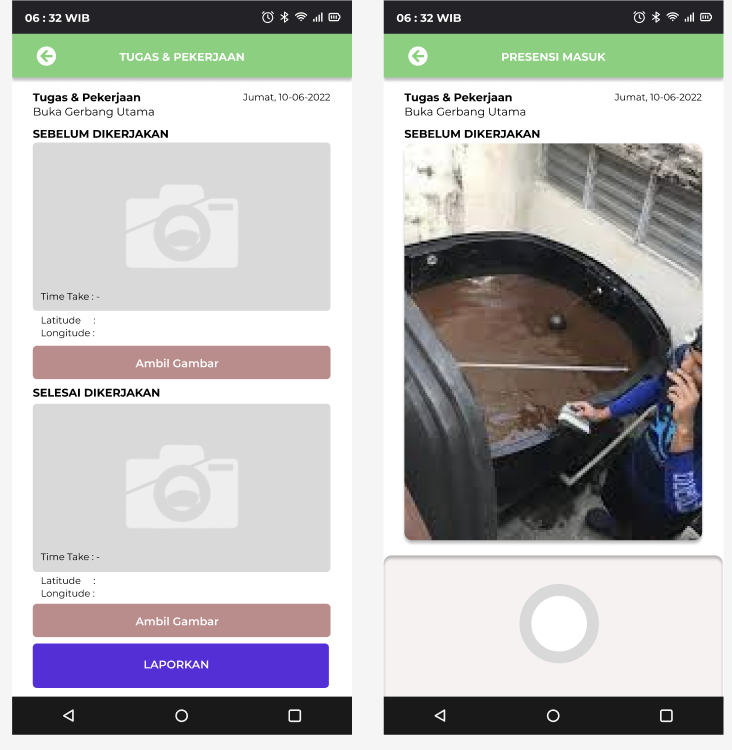 06 : 32 WIB
TUGAS & PEKERJAAN
Tugas & Pekerjaan
Jumat, 10-06-2022
Buka Gerbang Utama
SEBELUM DIKERJAKAN
Time Take : -
Latitude :
Longitude :
Ambil Gambar
SELESAI DIKERJAKAN
Time Take : -
Latitude :
Longitude :
Ambil Gambar
LAPORKAN
06 : 32 WIB
PRESENSI MASUK
Tugas & Pekerjaan
Jumat, 10-06-2022
Buka Gerbang Utama
SEBELUM DIKERJAKAN